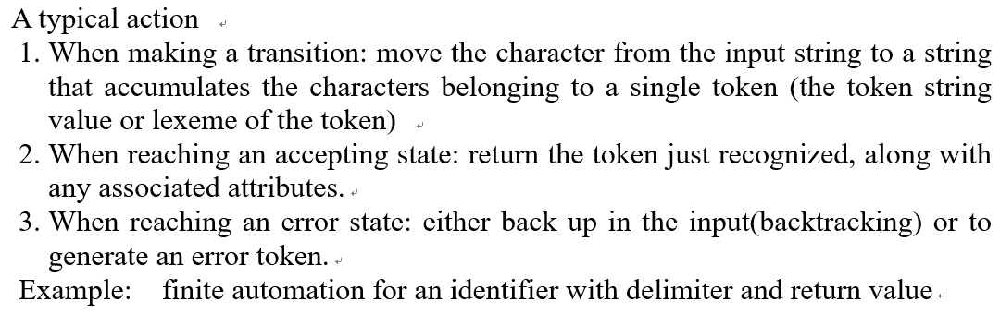 A typical action
1. When making a transition: move the character from the input string to a string
that accumulates the characters belonging to a single token (the token string
value or lexeme of the token)
2. When reaching an accepting state: return the token just recognized, along with
any associated attributes.
3. When reaching an error state: either back up in the input(backtracking) or to
generate an error token.
Example: finite automation for an identifier with delimiter and return value